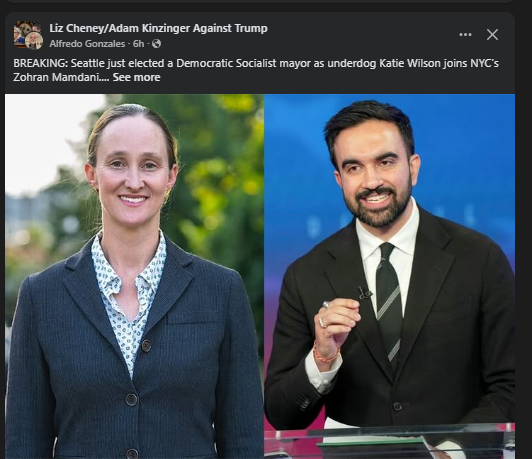 Liz Cheney/Adam Kinzinger Against Trump
Alfredo Gonzales · 6h ·
BREAKING: Seattle just elected a Democratic Socialist mayor as underdog Katie Wilson joins NYC's
Zohran Mamdani.... See more